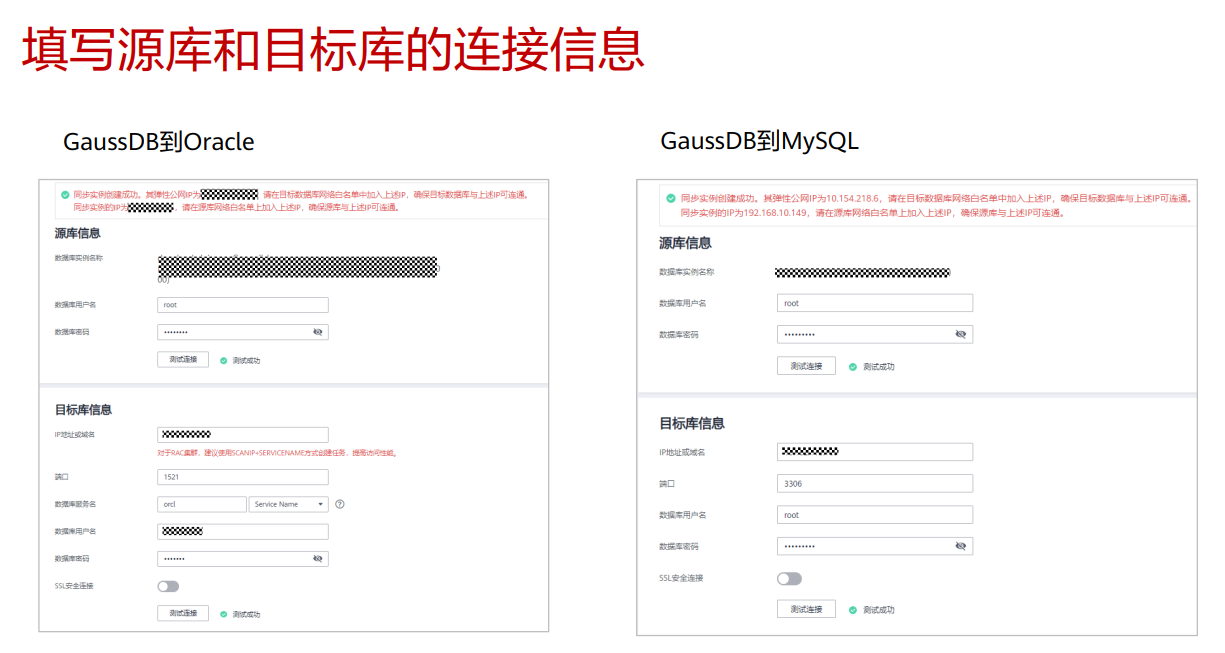 填写源库和目标库的连接信息
GaussDB到Oracle
同步实例创建成功。其弹性公网IP为 ，请在目标数据库网络白名单中加入上述IP，确保目标数据库与上述IP可连通。
同步实例的IP为 ，请在源库网络白名单上加入上述IP，确保源库与上述IP可连通。
源库信息
数据库实例名称
00)
数据库用户名 root
数据库密码 ········
测试连接 测试成功
目标库信息
IP地址或域名
对于RAC集群，建议使用SCANIP+SERVICENAME方式创建任务，提高访问性能。
端口 1521
数据库服务名 orcl Service Name
数据库用户名
数据库密码 ·······
SSL安全连接
测试连接 测试成功
GaussDB到MySQL
同步实例创建成功。其弹性公网IP为10.154.218.6，请在目标数据库网络白名单中加入上述IP，确保目标数据库与上述IP可连通。
同步实例的IP为192.168.10.149，请在源库网络白名单上加入上述IP，确保源库与上述IP可连通。
源库信息
数据库实例名称
数据库用户名 root
数据库密码 ·········
测试连接 测试成功
目标库信息
IP地址或域名
端口 3306
数据库用户名 root
数据库密码 ·········
SSL安全连接
测试连接 测试成功